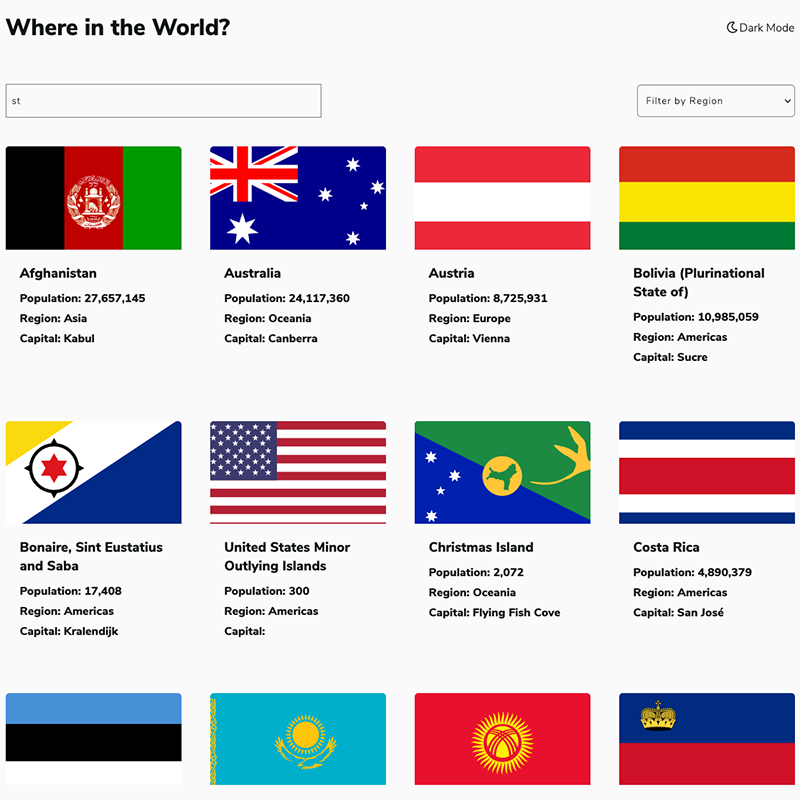 Where in the World?
Dark Mode
st
Filter by Region
Afghanistan
Population: 27,657,145
Region: Asia
Capital: Kabul
Australia
Population: 24,117,360
Region: Oceania
Capital: Canberra
Austria
Population: 8,725,931
Region: Europe
Capital: Vienna
Bolivia (Plurinational
State of)
Population: 10,985,059
Region: Americas
Capital: Sucre
Bonaire, Sint Eustatius
and Saba
Population: 17,408
Region: Americas
Capital: Kralendijk
United States Minor
Outlying Islands
Population: 300
Region: Americas
Capital:
Christmas Island
Population: 2,072
Region: Oceania
Capital: Flying Fish Cove
Costa Rica
Population: 4,890,379
Region: Americas
Capital: San José